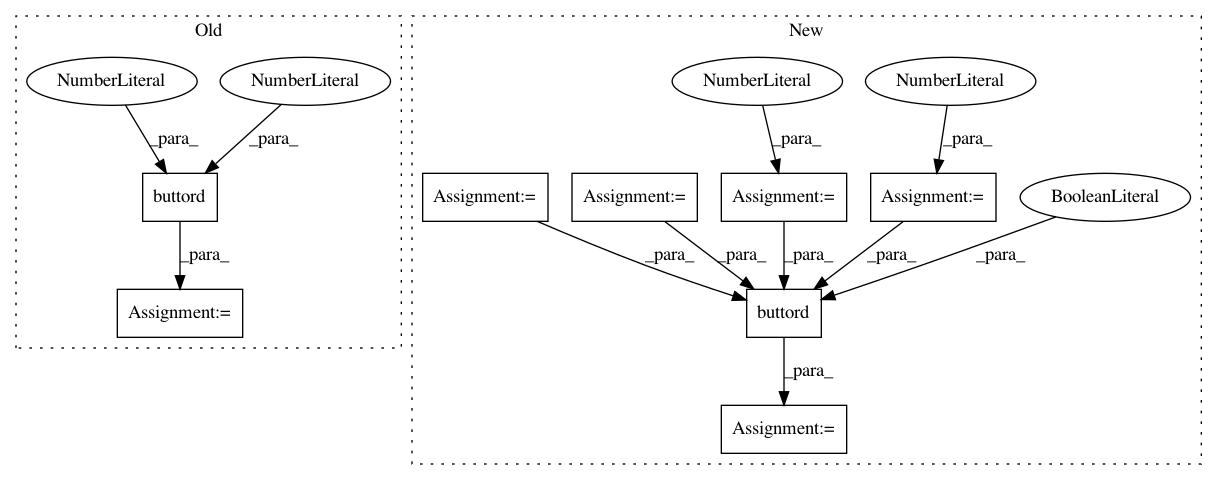 Old
New
NumberLiteral
NumberLiteral
NumberLiteral
NumberLiteral
_para_
_para_
_para_
_para_
buttord
Assignment:=
Assignment:=
Assignment:=
Assignment:=
BooleanLiteral
_para_
_para_
_para_
_para_
_para_
_para_
Assignment:=
buttord
_para_
Assignment:=